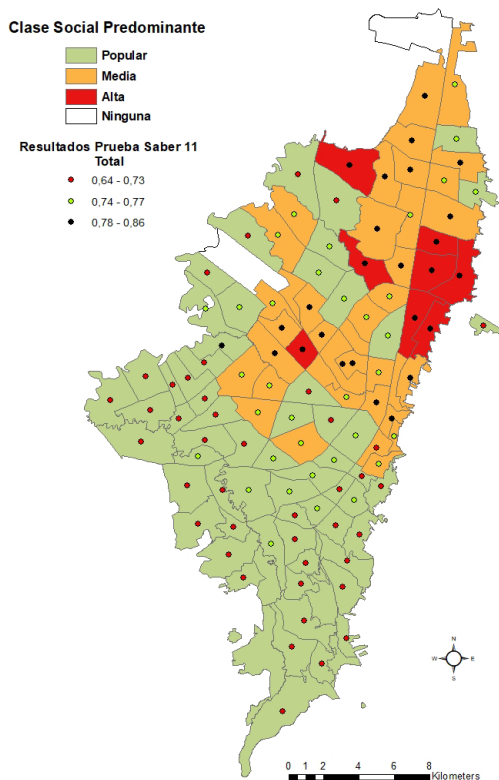 Clase Social Predominante
Popular
Media
Alta
Ninguna
Resultados Prueba Saber 11
Total
0,64 - 0,73
0,74 - 0,77
0,78 - 0,86
N
W E
S
0 1 2 4 6 8
Kilometers